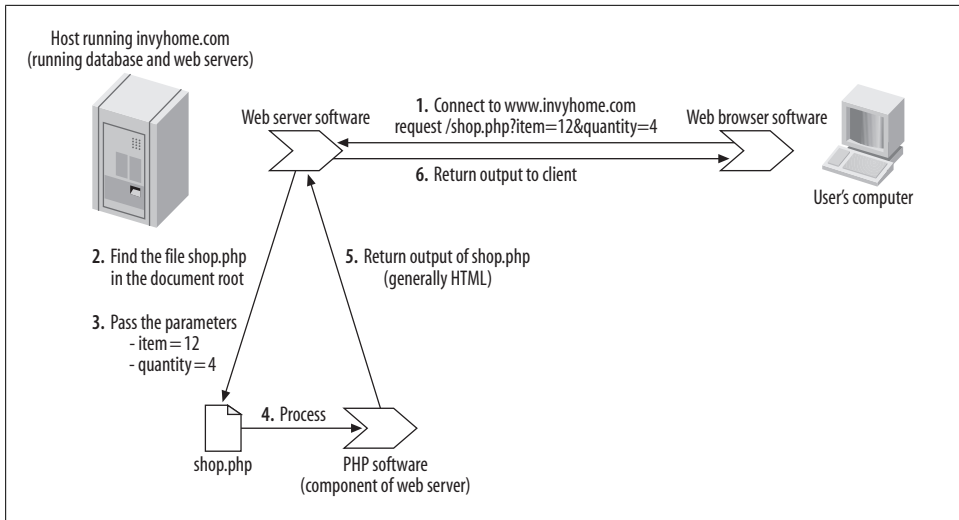 Host running invyhome.com
(running database and web servers)
Web server software
1. Connect to www.invyhome.com
request /shop.php?item=12&quantity=4
Web browser software
6. Return output to client
User's computer
2. Find the file shop.php
in the document root
5. Return output of shop.php
(generally HTML)
3. Pass the parameters
- item=12
- quantity=4
4. Process
shop.php
PHP software
(component of web server)